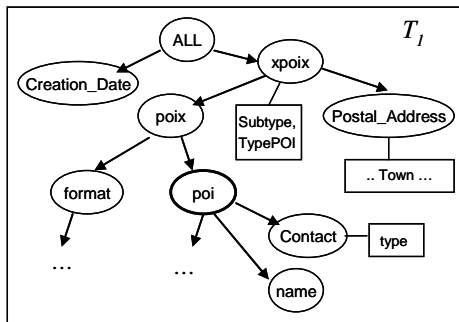 T1
ALL
xpoix
Creation_Date
poix
Subtype,
TypePOI
Postal_Address
format
poi
.. Town ...
Contact
type
...
...
name